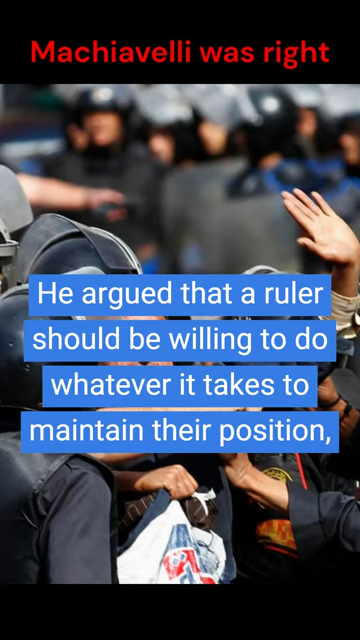 Machiavelli was right
He argued that a ruler
should be willing to do
whatever it takes to
maintain their position,